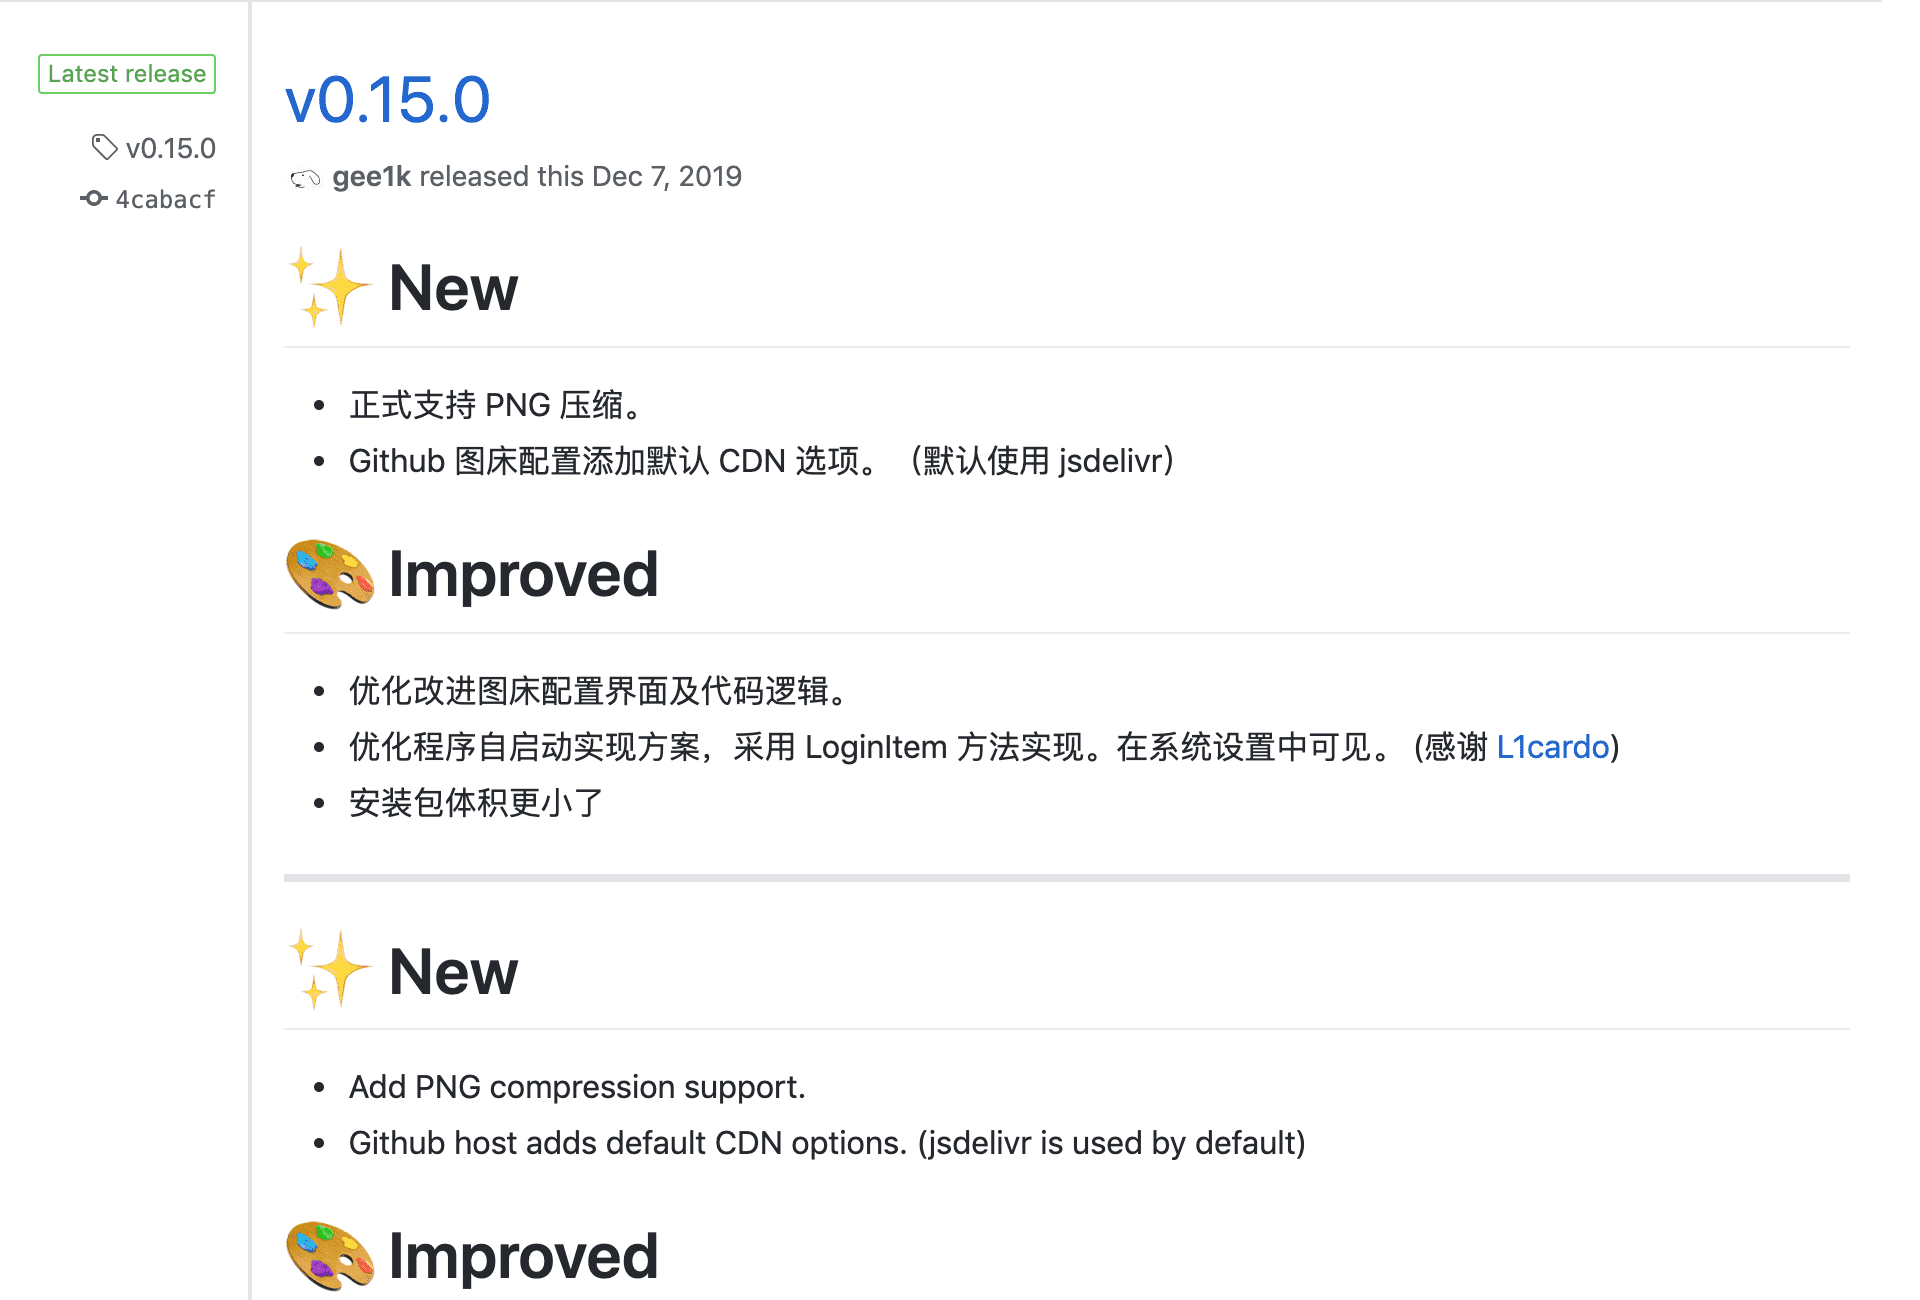 Latest release
v0.15.0
4cabacf
v0.15.0
gee1k released this Dec 7, 2019
✨ New
• 正式支持 PNG 压缩。
• Github 图床配置添加默认 CDN 选项。（默认使用 jsdelivr）
🎨 Improved
• 优化改进图床配置界面及代码逻辑。
• 优化程序自启动实现方案，采用 LoginItem 方法实现。在系统设置中可见。 (感谢 L1cardo)
• 安装包体积更小了
✨ New
• Add PNG compression support.
• Github host adds default CDN options. (jsdelivr is used by default)
🎨 Improved